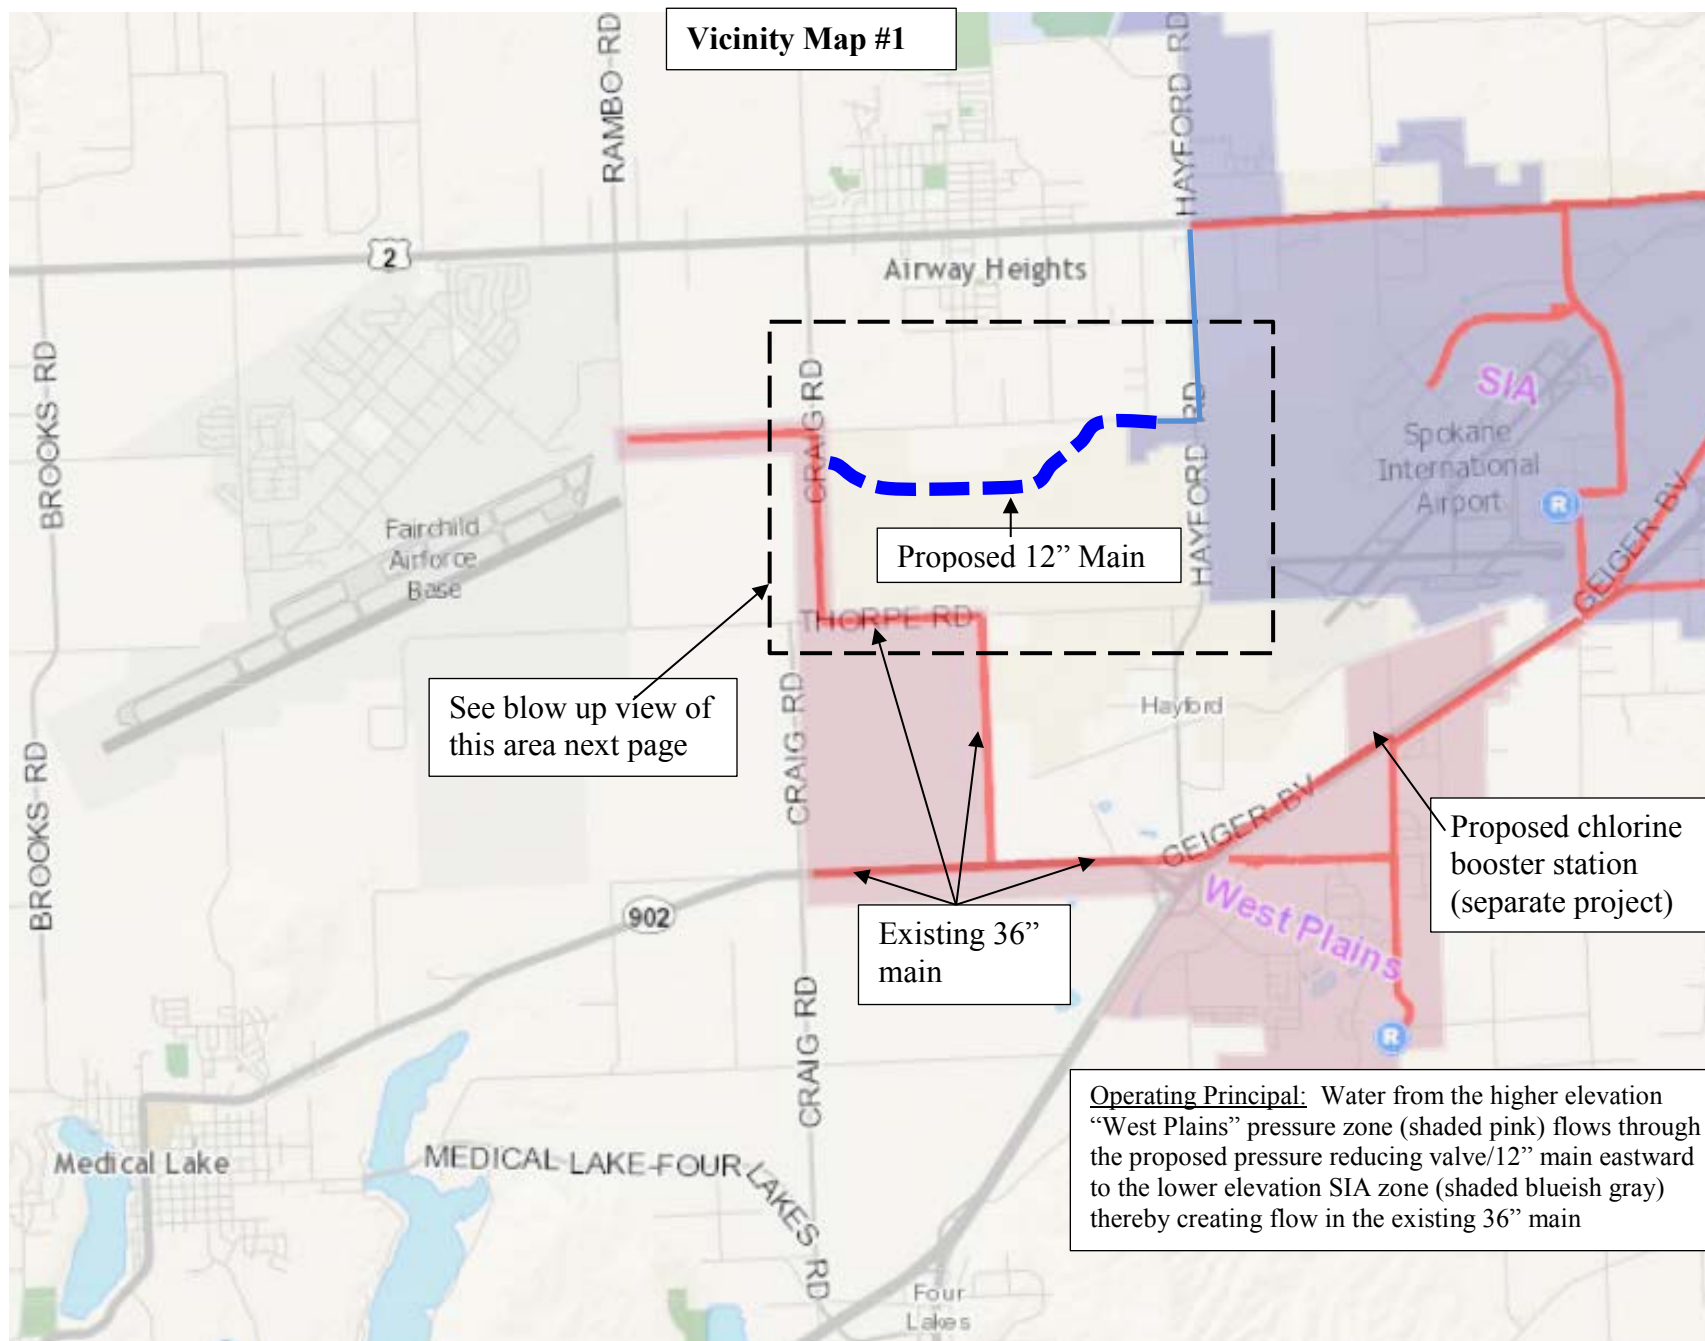 Vicinity Map #1
RAMBO RD
HAYFORD RD
2
Airway Heights
BROOKS RD
CRAIG RD
HAYFORD RD
SIA
Spokane
International
Airport
R
Fairchild
Airforce
Base
Proposed 12” Main
GEIGER BV
THORPE RD
See blow up view of
this area next page
CRAIG RD
Hayford
BROOKS RD
GEIGER BV
Proposed chlorine
booster station
(separate project)
902
Existing 36”
main
West Plains
CRAIG RD
R
Operating Principal: Water from the higher elevation
“West Plains” pressure zone (shaded pink) flows through
the proposed pressure reducing valve/12” main eastward
to the lower elevation SIA zone (shaded blueish gray)
thereby creating flow in the existing 36” main
Medical Lake
MEDICAL LAKE-FOUR LAKES RD
Four
Lakes